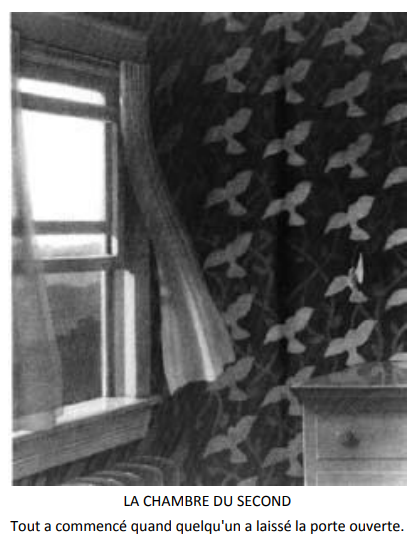 LA CHAMBRE DU SECOND
Tout a commencé quand quelqu'un a laissé la porte ouverte.